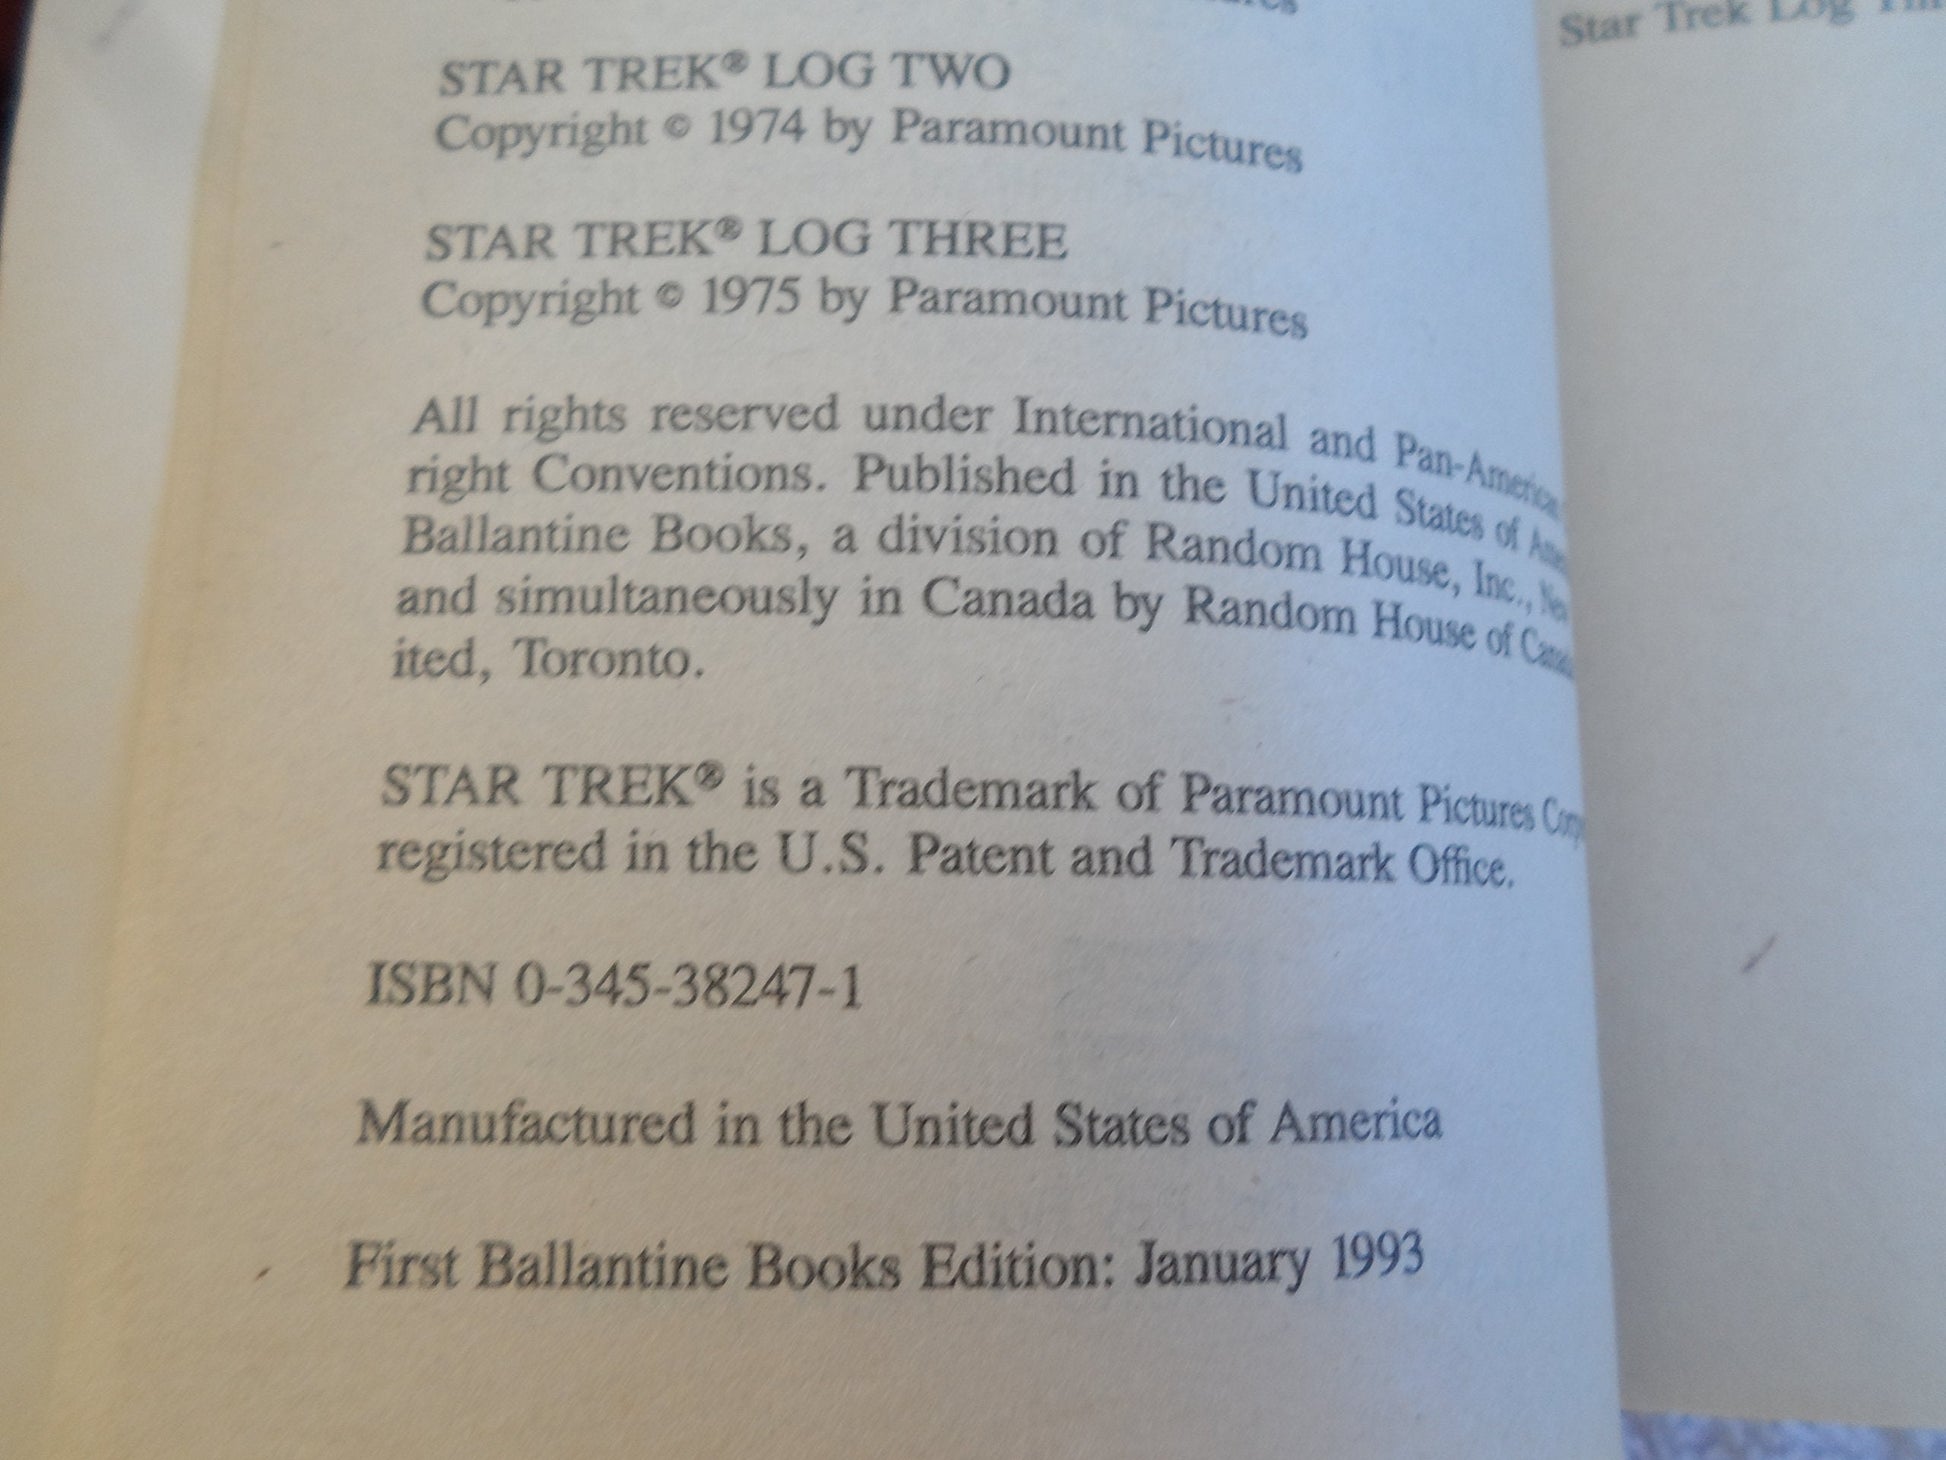 STAR TREK® LOG TWO
Copyright © 1974 by Paramount Pictures
STAR TREK® LOG THREE
Copyright © 1975 by Paramount Pictures
All rights reserved under International and Pan-American
right Conventions. Published in the United States of
Ballantine Books, a division of Random House, Inc.,
and simultaneously in Canada by Random House of
ited, Toronto.
STAR TREK® is a Trademark of Paramount Pictures
registered in the U.S. Patent and Trademark Office.
ISBN 0-345-38247-1
Manufactured in the United States of America
First Ballantine Books Edition: January 1993
Star Trek Log